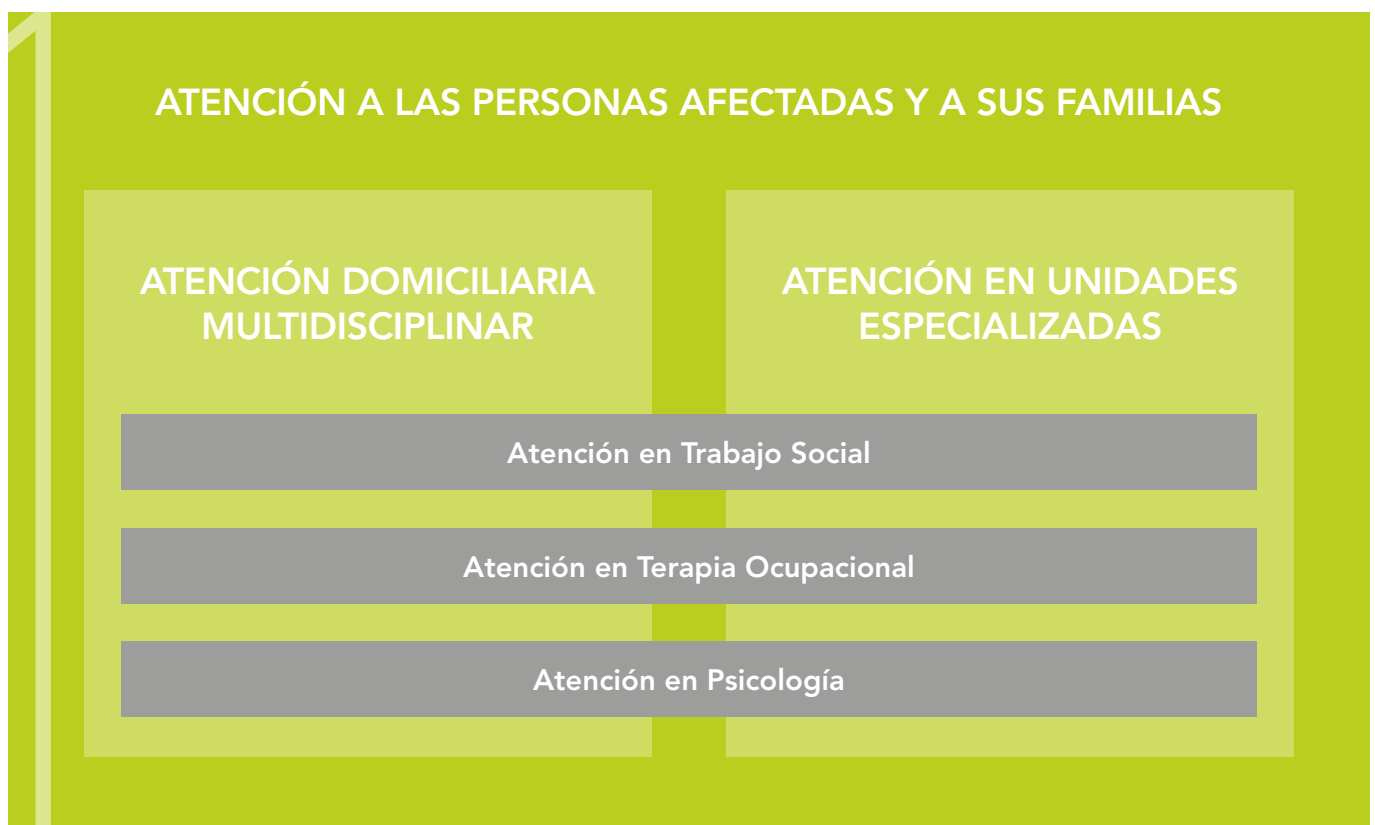 1
ATENCIÓN A LAS PERSONAS AFECTADAS Y A SUS FAMILIAS
ATENCIÓN DOMICILIARIA
MULTIDISCIPLINAR
ATENCIÓN EN UNIDADES
ESPECIALIZADAS
Atención en Trabajo Social
Atención en Terapia Ocupacional
Atención en Psicología